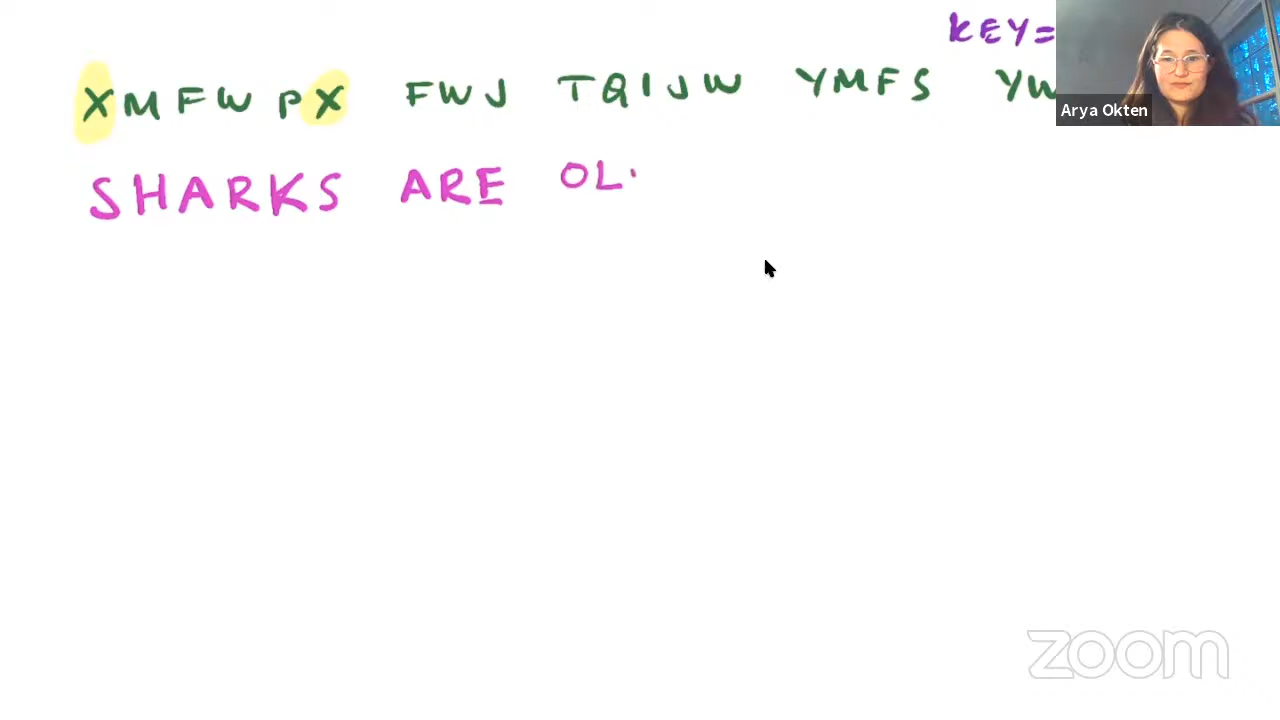 KEY=
XMFWPX FWJ TQIJW YMFS YW
Arya Okten
SHARKS ARE OL
zoom